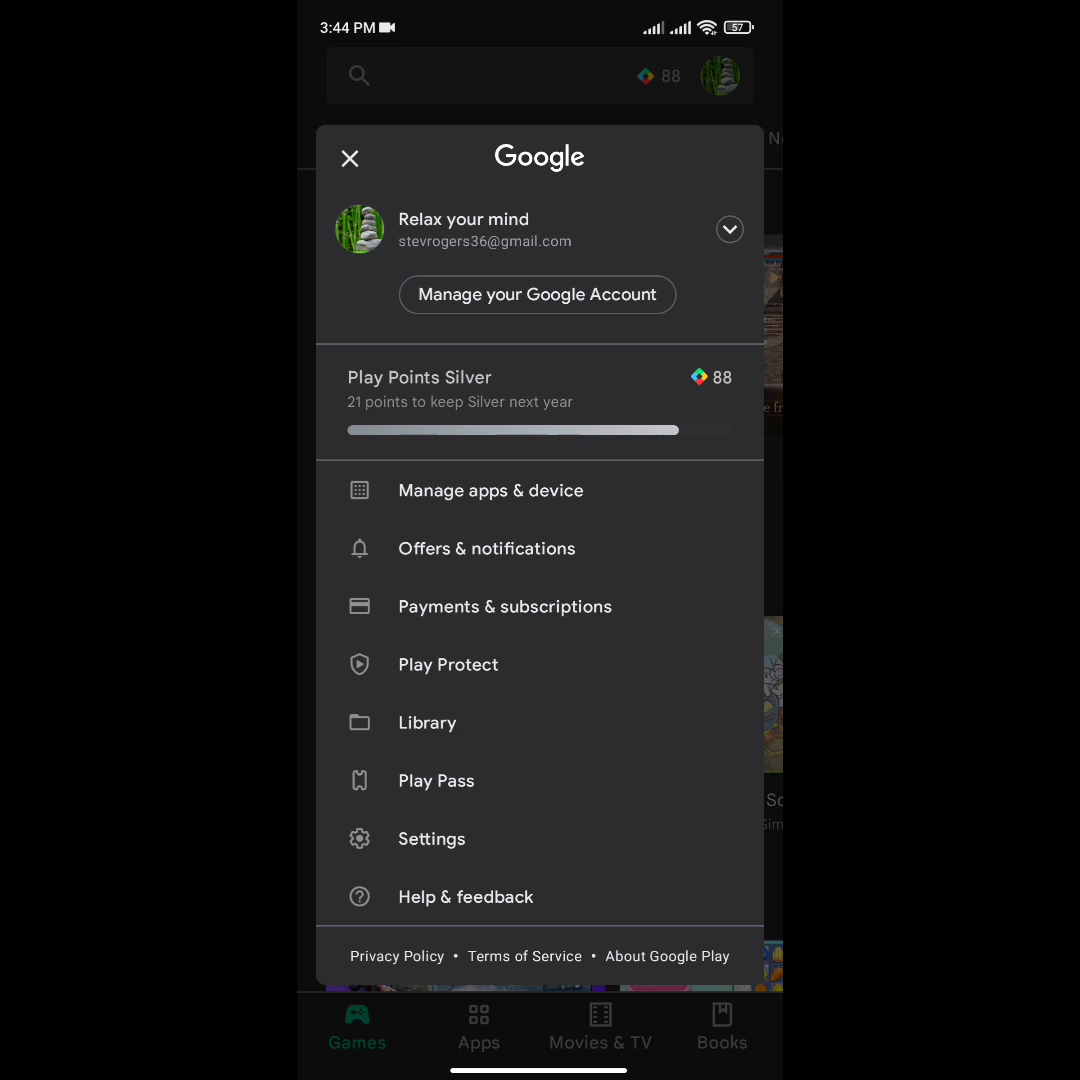 3:44 PM
57
88
Google
Relax your mind
stevrogers36@gmail.com
Manage your Google Account
Play Points Silver
88
21 points to keep Silver next year
Manage apps & device
Offers & notifications
Payments & subscriptions
Play Protect
Library
Play Pass
Settings
Help & feedback
Privacy Policy • Terms of Service • About Google Play
Games
Apps
Movies & TV
Books